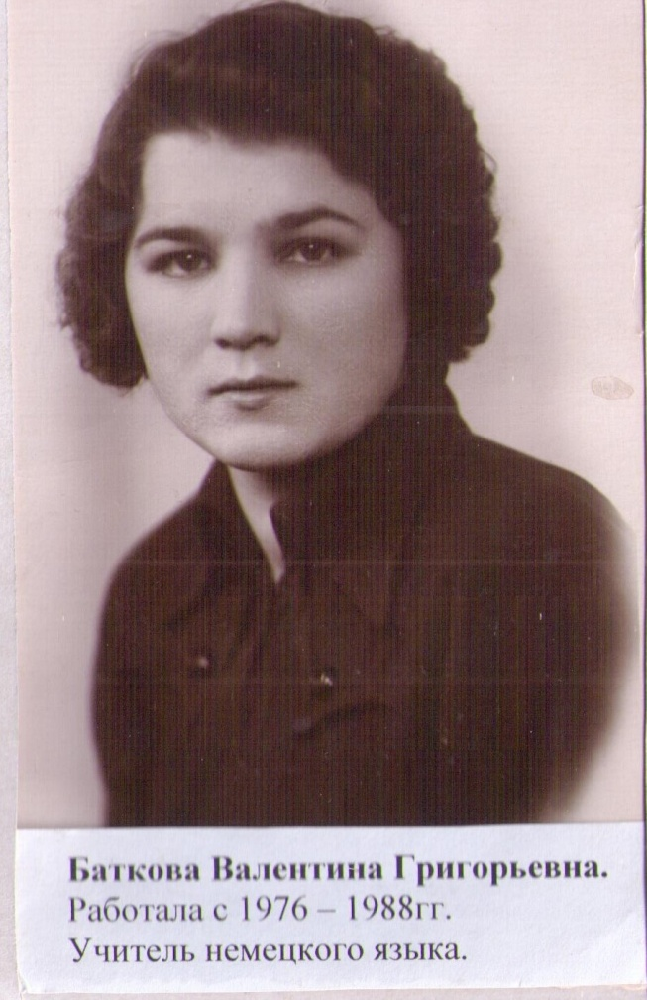 Баткова Валентина Григорьевна.
Работала с 1976 – 1988гг.
Учитель немецкого языка.